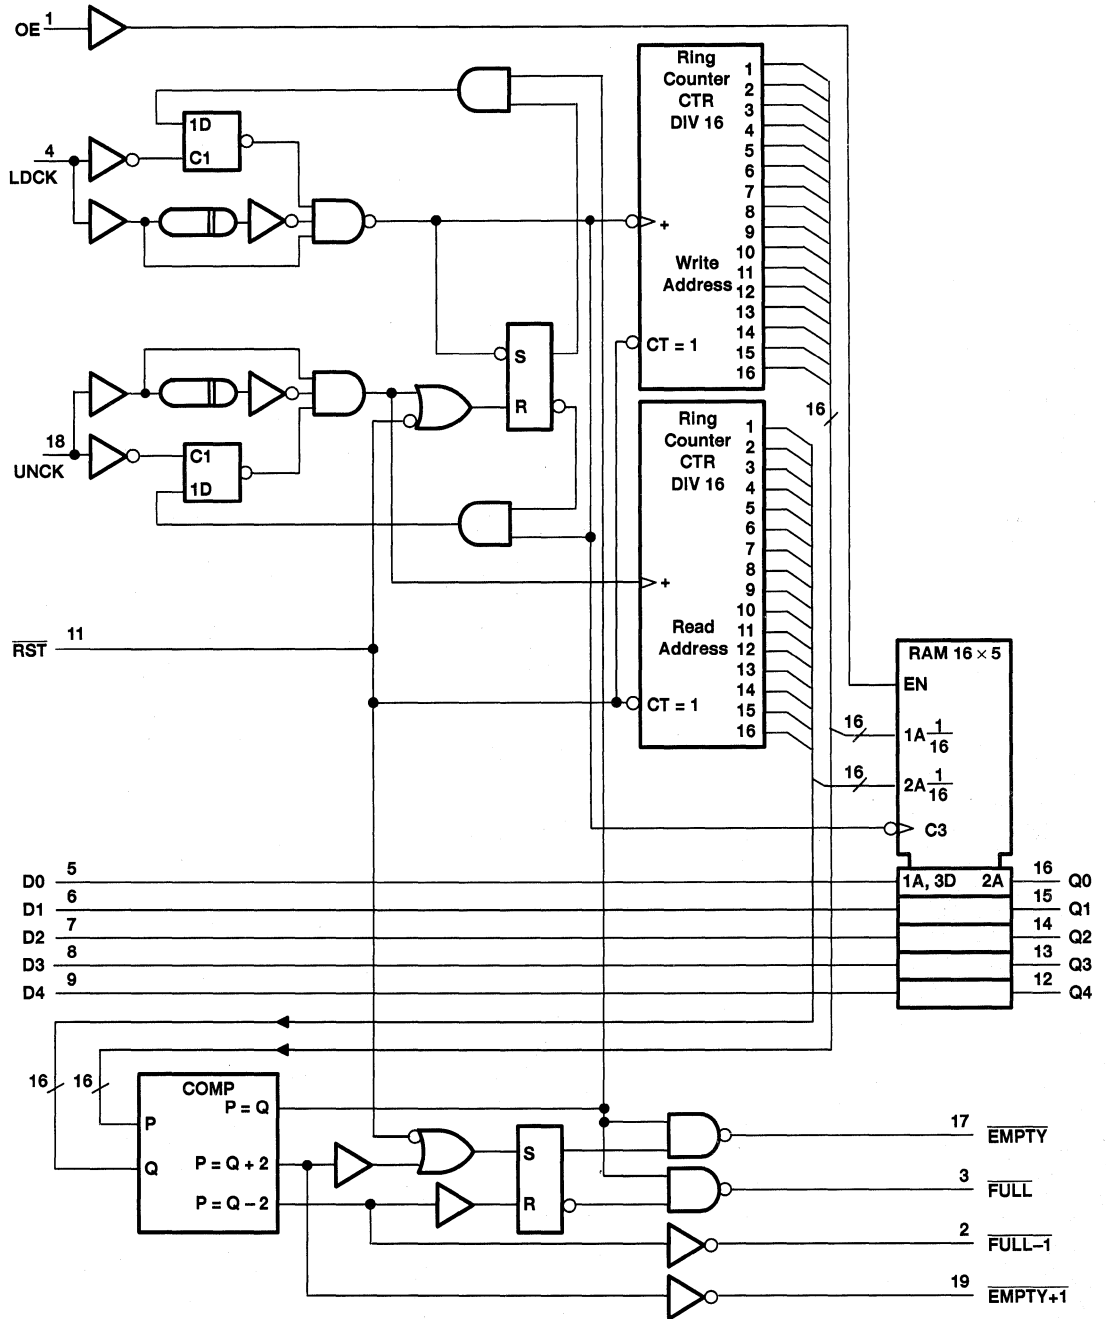 OE
1
Ring
Counter
CTR
DIV 16
1
2
3
4
5
6
7
8
9
10
11
12
13
14
15
16
+
Write
Address
CT = 1
1D
C1
4
LDCK
S
R
18
UNCK
C1
1D
16
Ring
Counter
CTR
DIV 16
1
2
3
4
5
6
7
8
9
10
11
12
13
14
15
16
+
Read
Address
CT = 1
RST
11
RAM 16 × 5
EN
16
1A 1/16
16
2A 1/16
C3
D0
5
1A, 3D
2A
16
Q0
D1
6
15
Q1
D2
7
14
Q2
D3
8
13
Q3
D4
9
12
Q4
16
16
COMP
P = Q
P
Q
P = Q + 2
P = Q – 2
S
R
17
EMPTY
3
FULL
2
FULL–1
19
EMPTY+1